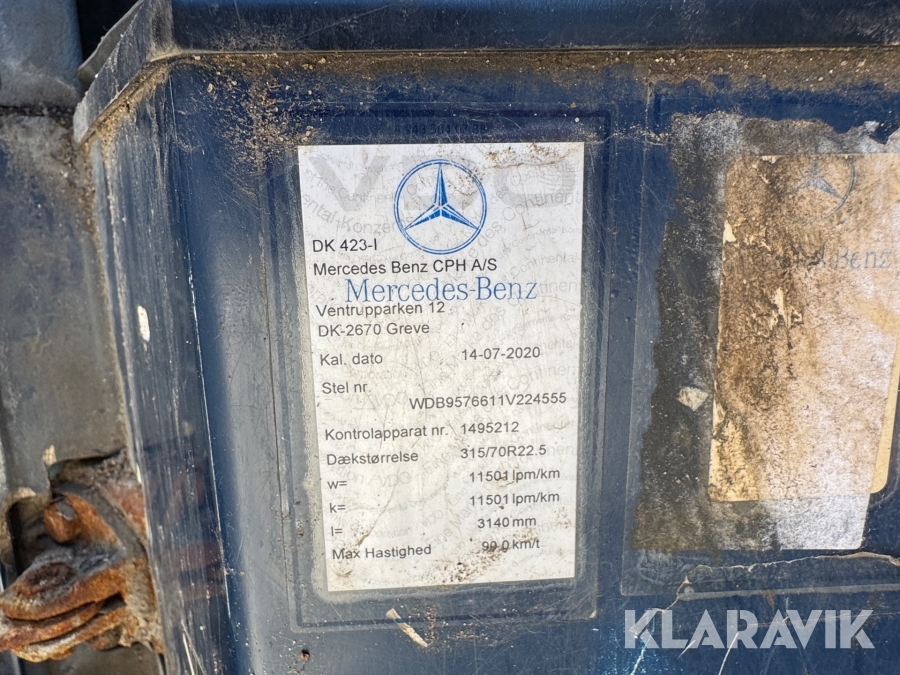 DK 423-I
Mercedes Benz CPH A/S
Mercedes-Benz
Ventrupparken 12
DK-2670 Greve
Kal. dato 14-07-2020
Stel nr.
WDB9576611V224555
Kontrolapparat nr. 1495212
Dækstørrelse 315/70R22.5
w= 11501 Ipm/km
k= 11501 Ipm/km
l= 3140 mm
Max Hastighed 99.0 km/t
Benz
KLARAVIK